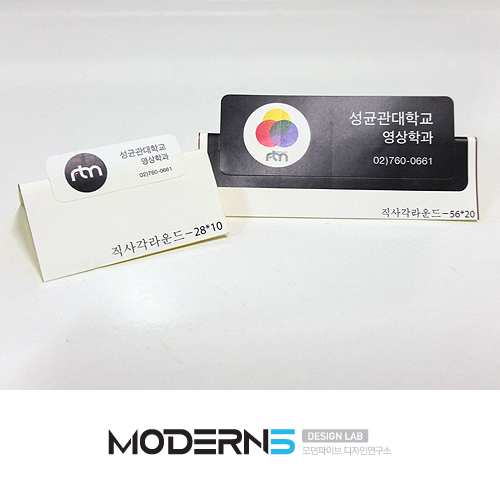 ftm
성균관대학교
영상학과
02)760-0661
직사각라운드-28*10
ftm
성균관대학교
영상학과
02)760-0661
직사각라운드-56*20
MODERN5
DESIGN LAB
모던파이브 디자인연구소